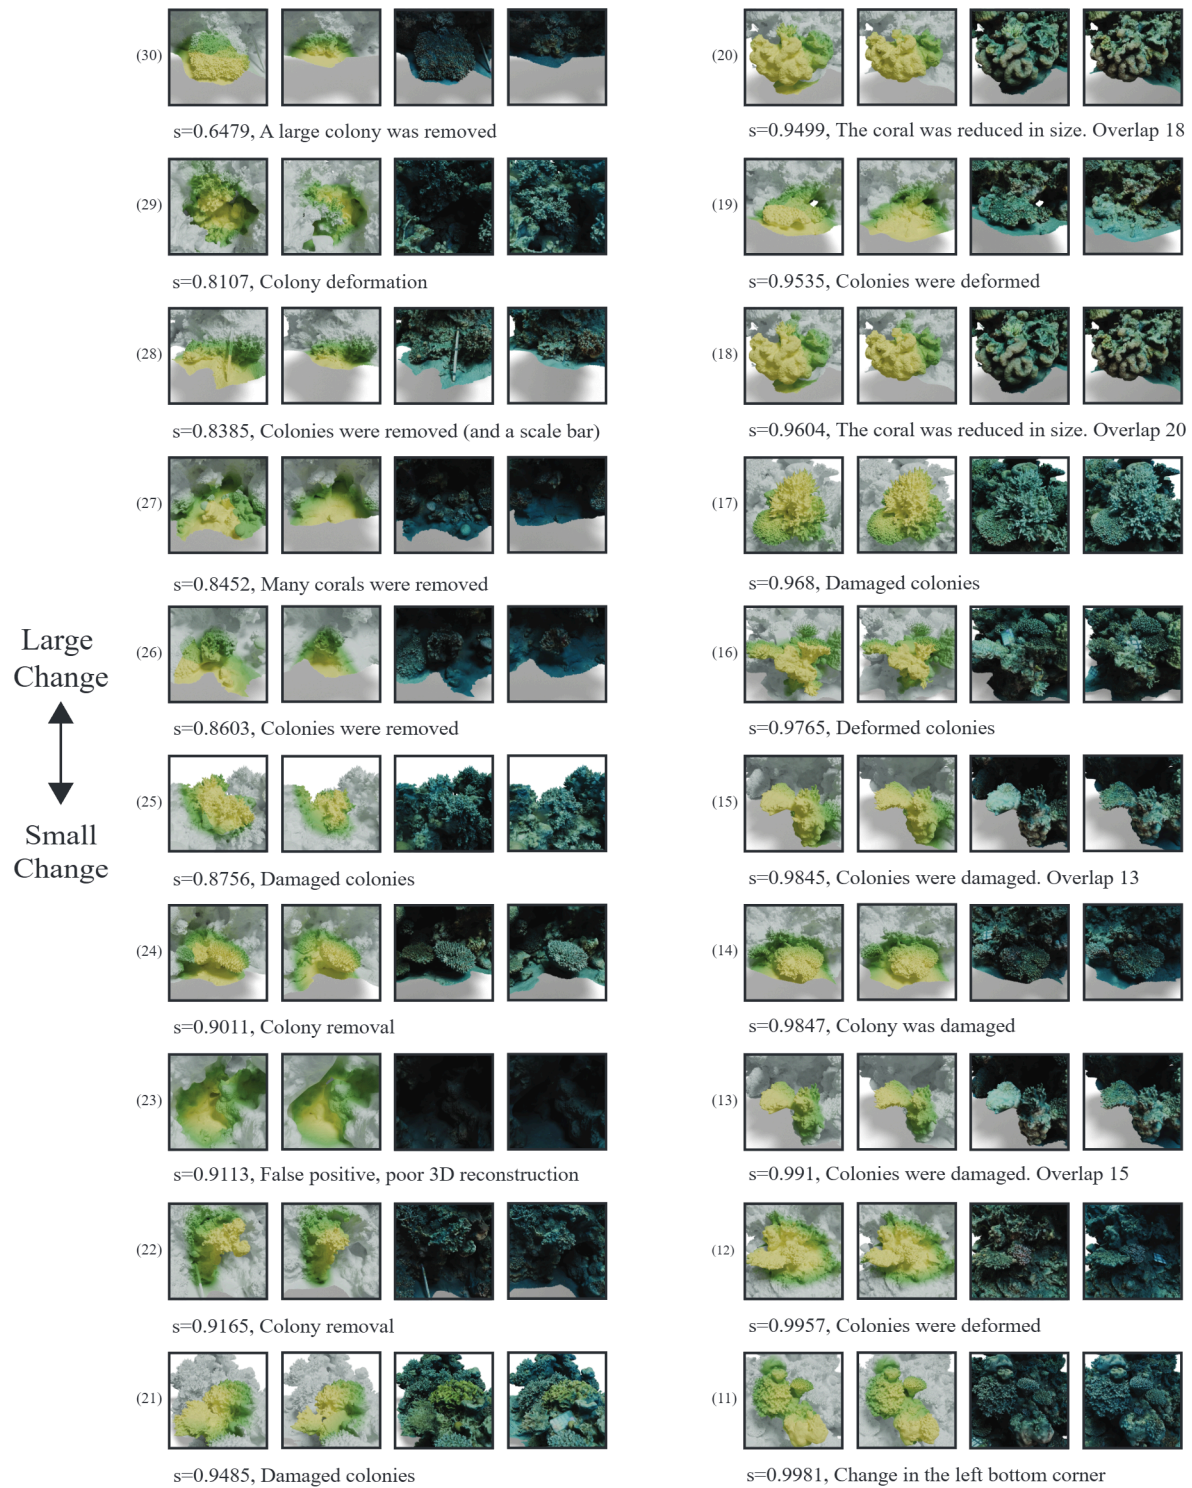 Large
Change
Small
Change
(30)
s=0.6479, A large colony was removed
(29)
s=0.8107, Colony deformation
(28)
s=0.8385, Colonies were removed (and a scale bar)
(27)
s=0.8452, Many corals were removed
(26)
s=0.8603, Colonies were removed
(25)
s=0.8756, Damaged colonies
(24)
s=0.9011, Colony removal
(23)
s=0.9113, False positive, poor 3D reconstruction
(22)
s=0.9165, Colony removal
(21)
s=0.9485, Damaged colonies
(20)
s=0.9499, The coral was reduced in size. Overlap 18
(19)
s=0.9535, Colonies were deformed
(18)
s=0.9604, The coral was reduced in size. Overlap 20
(17)
s=0.968, Damaged colonies
(16)
s=0.9765, Deformed colonies
(15)
s=0.9845, Colonies were damaged. Overlap 13
(14)
s=0.9847, Colony was damaged
(13)
s=0.991, Colonies were damaged. Overlap 15
(12)
s=0.9957, Colonies were deformed
(11)
s=0.9981, Change in the left bottom corner